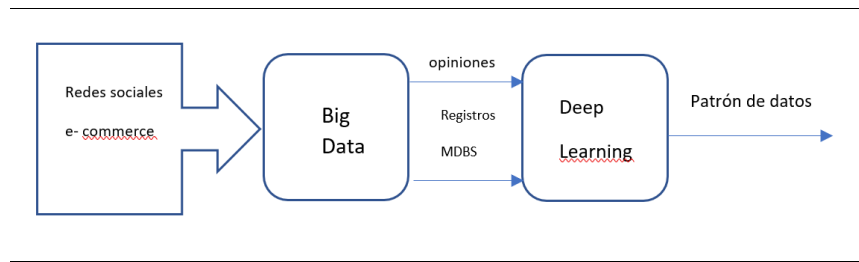 Redes sociales
e- commerce
Big
Data
opiniones
Registros
MDBS
Deep
Learning
Patrón de datos